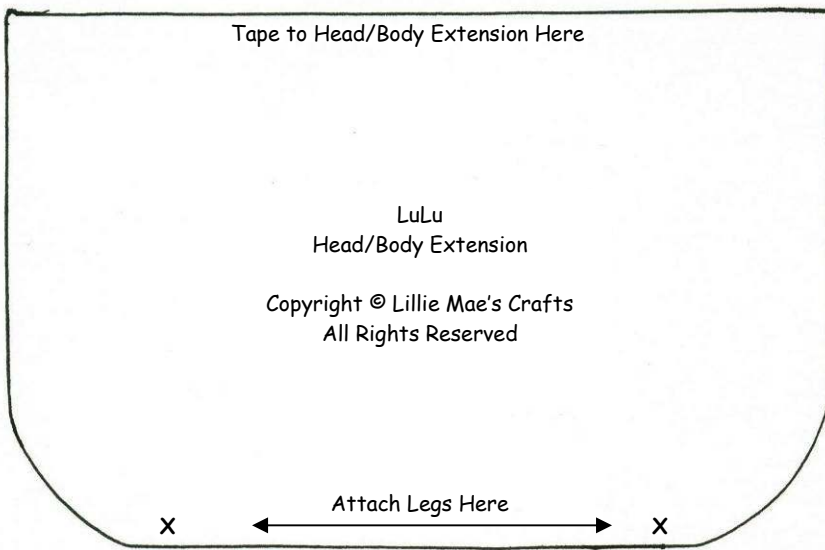 Tape to Head/Body Extension Here
LuLu
Head/Body Extension
Copyright © Lillie Mae's Crafts
All Rights Reserved
Attach Legs Here
X X